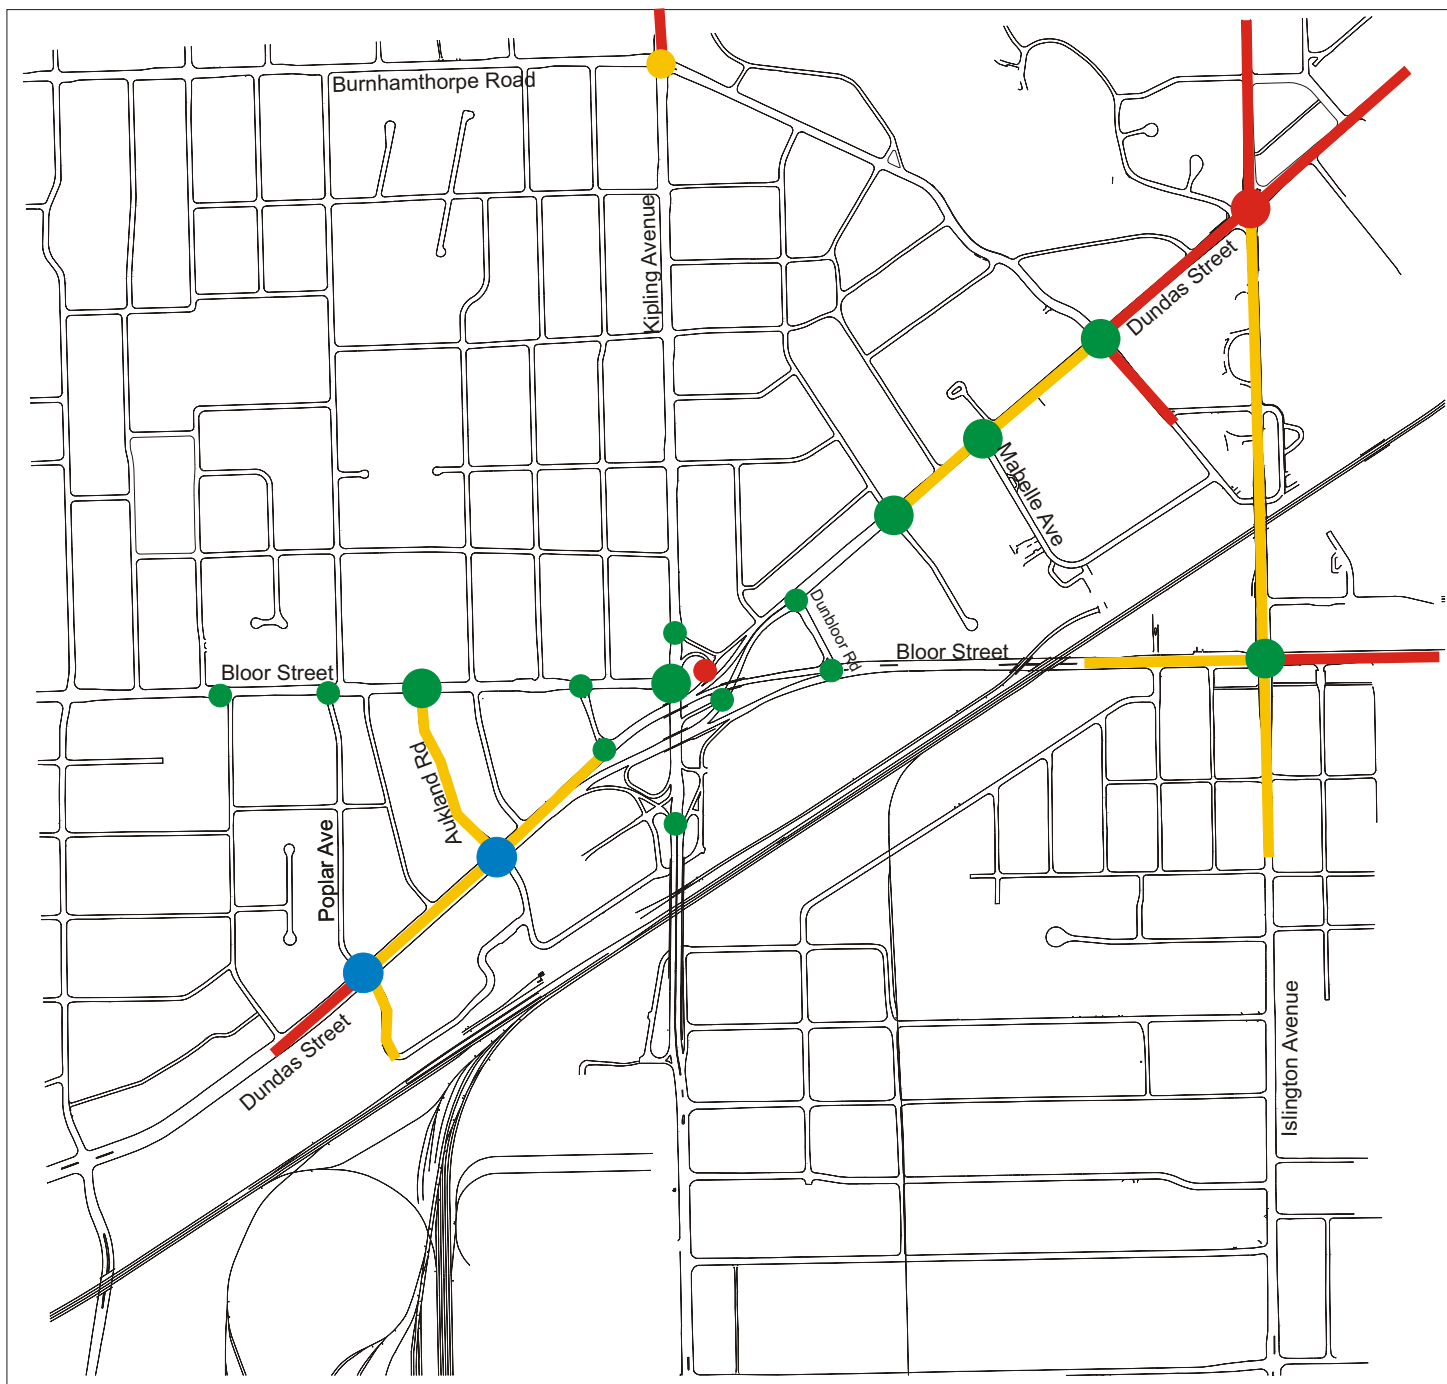 Burnhamthorpe Road
Kipling Avenue
Dundas Street
Mabelle Ave
Dunbloor Rd
Bloor Street
Bloor Street
Aukland Rd
Poplar Ave
Dundas Street
Islington Avenue